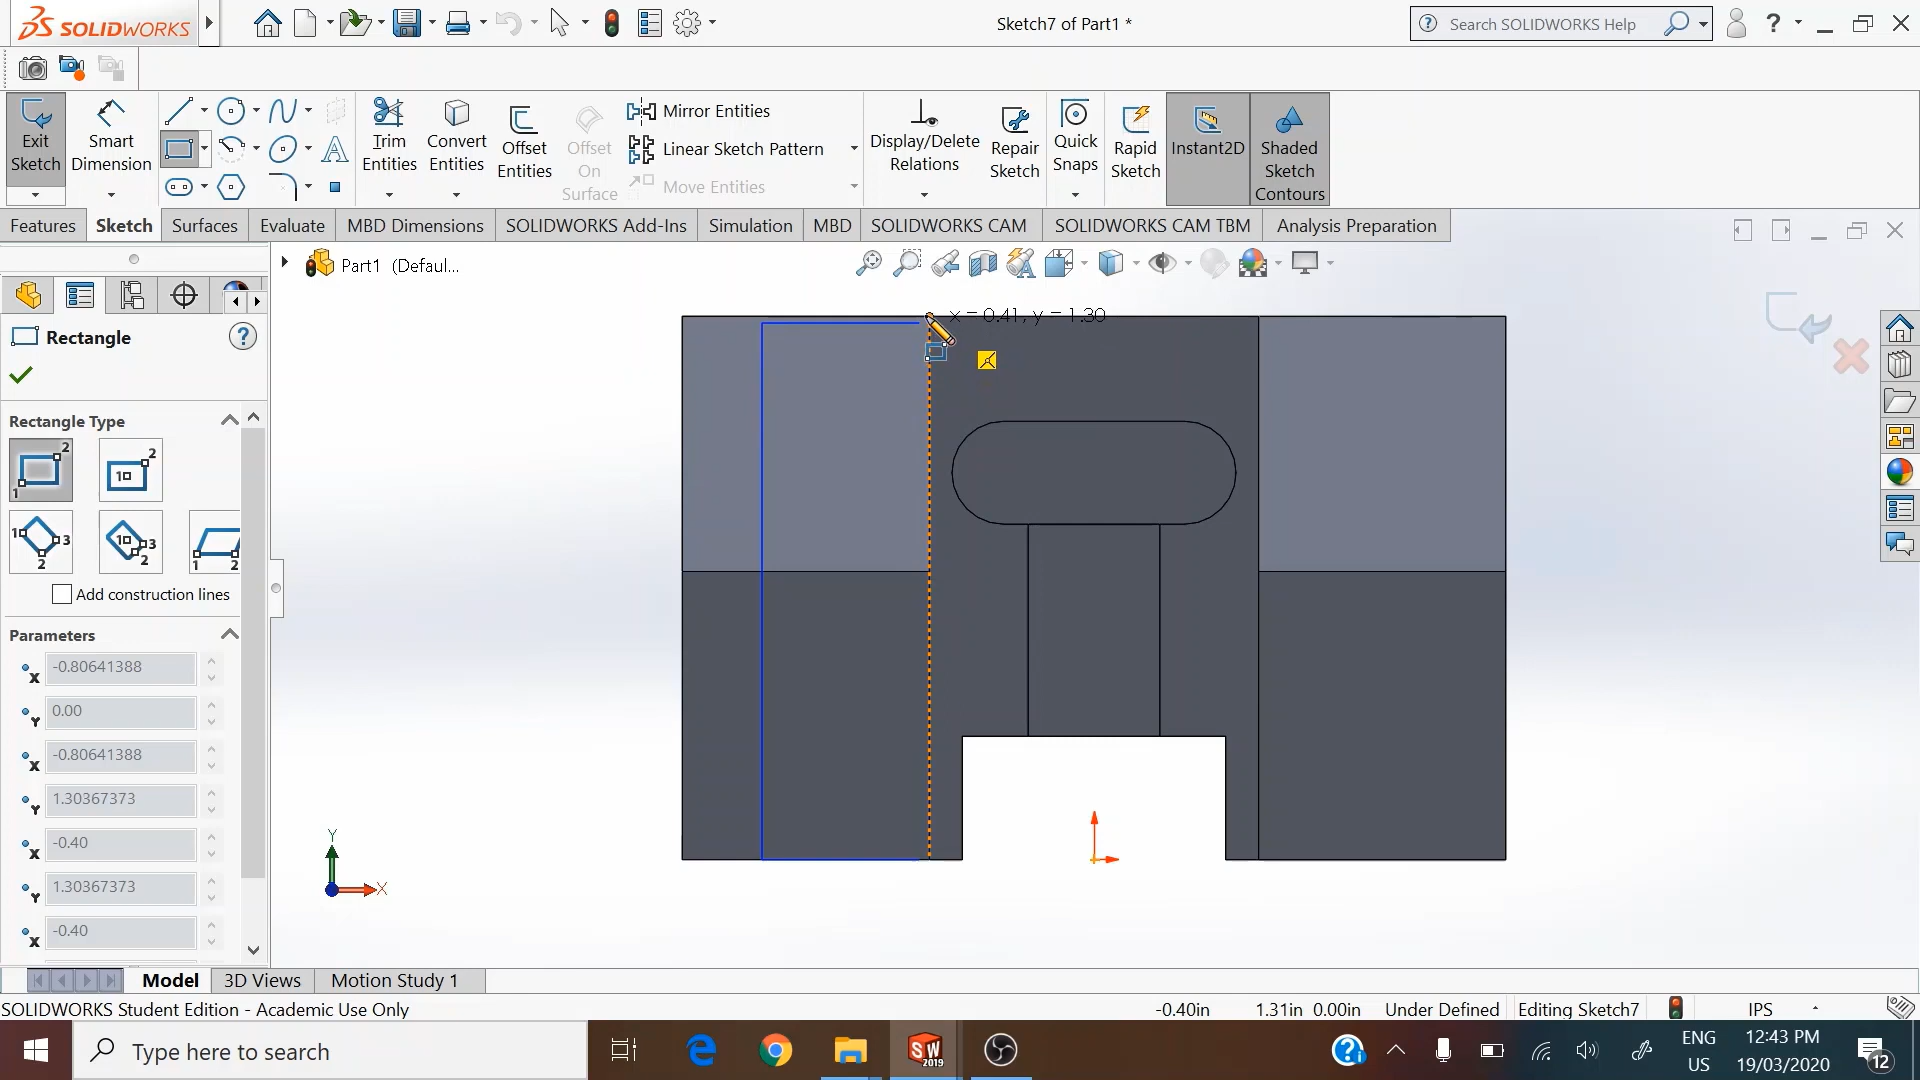 SOLIDWORKS
Sketch7 of Part1 *
Search SOLIDWORKS Help
Exit Sketch
Smart Dimension
Trim Entities
Convert Entities
Offset Entities
Offset On Surface
Mirror Entities
Linear Sketch Pattern
Move Entities
Display/Delete Relations
Repair Sketch
Quick Snaps
Rapid Sketch
Instant2D
Shaded Sketch Contours
Features
Sketch
Surfaces
Evaluate
MBD Dimensions
SOLIDWORKS Add-Ins
Simulation
MBD
SOLIDWORKS CAM
SOLIDWORKS CAM TBM
Analysis Preparation
Part1 (Defaul...
Rectangle
x = 0.41, y = 1.30
Rectangle Type
Add construction lines
Parameters
-0.80641388
0.00
-0.80641388
1.30367373
-0.40
1.30367373
-0.40
Y
X
Model
3D Views
Motion Study 1
SOLIDWORKS Student Edition - Academic Use Only
-0.40in
1.31in
0.00in
Under Defined
Editing Sketch7
IPS
Type here to search
SW 2019
ENG
US
12:43 PM
19/03/2020
12